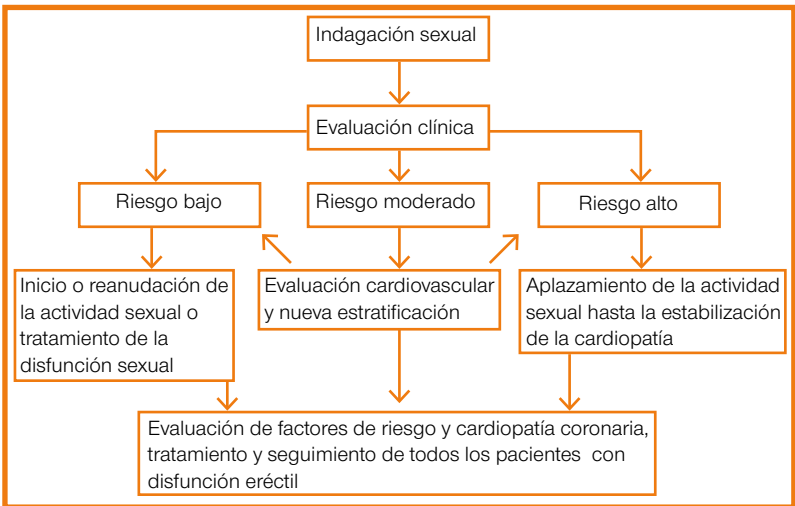 Indagación sexual
Evaluación clínica
Riesgo bajo
Riesgo moderado
Riesgo alto
Inicio o reanudación de
la actividad sexual o
tratamiento de la
disfunción sexual
Evaluación cardiovascular
y nueva estratificación
Aplazamiento de la actividad
sexual hasta la estabilización
de la cardiopatía
Evaluación de factores de riesgo y cardiopatía coronaria,
tratamiento y seguimiento de todos los pacientes con
disfunción eréctil